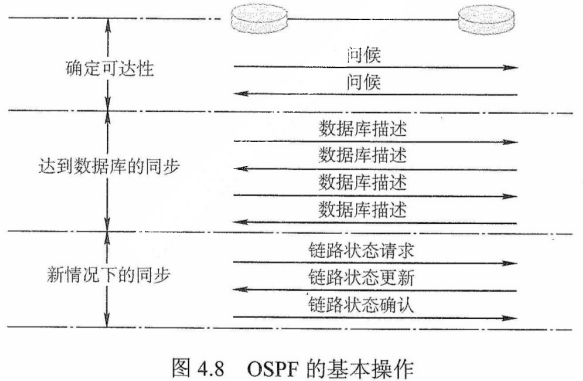 确定可达性
问候
问候
达到数据库的同步
数据库描述
数据库描述
数据库描述
数据库描述
新情况下的同步
链路状态请求
链路状态更新
链路状态确认
图 4.8 OSPF 的基本操作